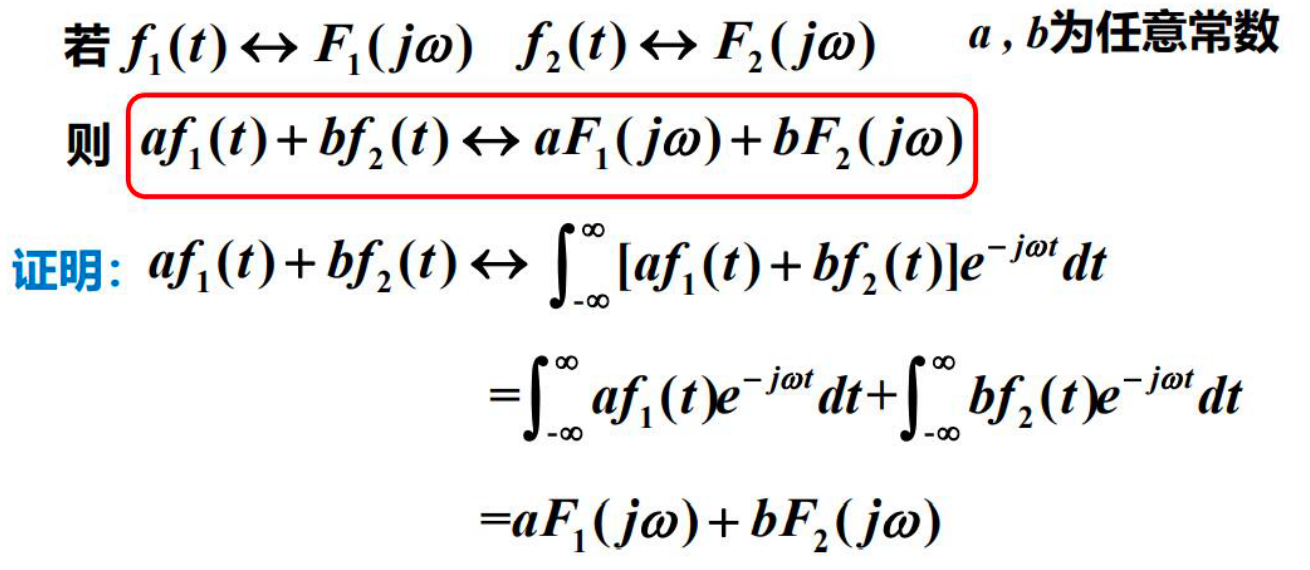 若 f₁(t) ↔ F₁(jω) f₂(t) ↔ F₂(jω) a , b为任意常数
则 af₁(t) + bf₂(t) ↔ aF₁(jω) + bF₂(jω)
证明：af₁(t) + bf₂(t) ↔ ∫_{-∞}^{∞} [af₁(t) + bf₂(t)]e^{-jωt} dt
=∫_{-∞}^{∞} af₁(t)e^{-jωt} dt+∫_{-∞}^{∞} bf₂(t)e^{-jωt} dt
=aF₁(jω) + bF₂(jω)